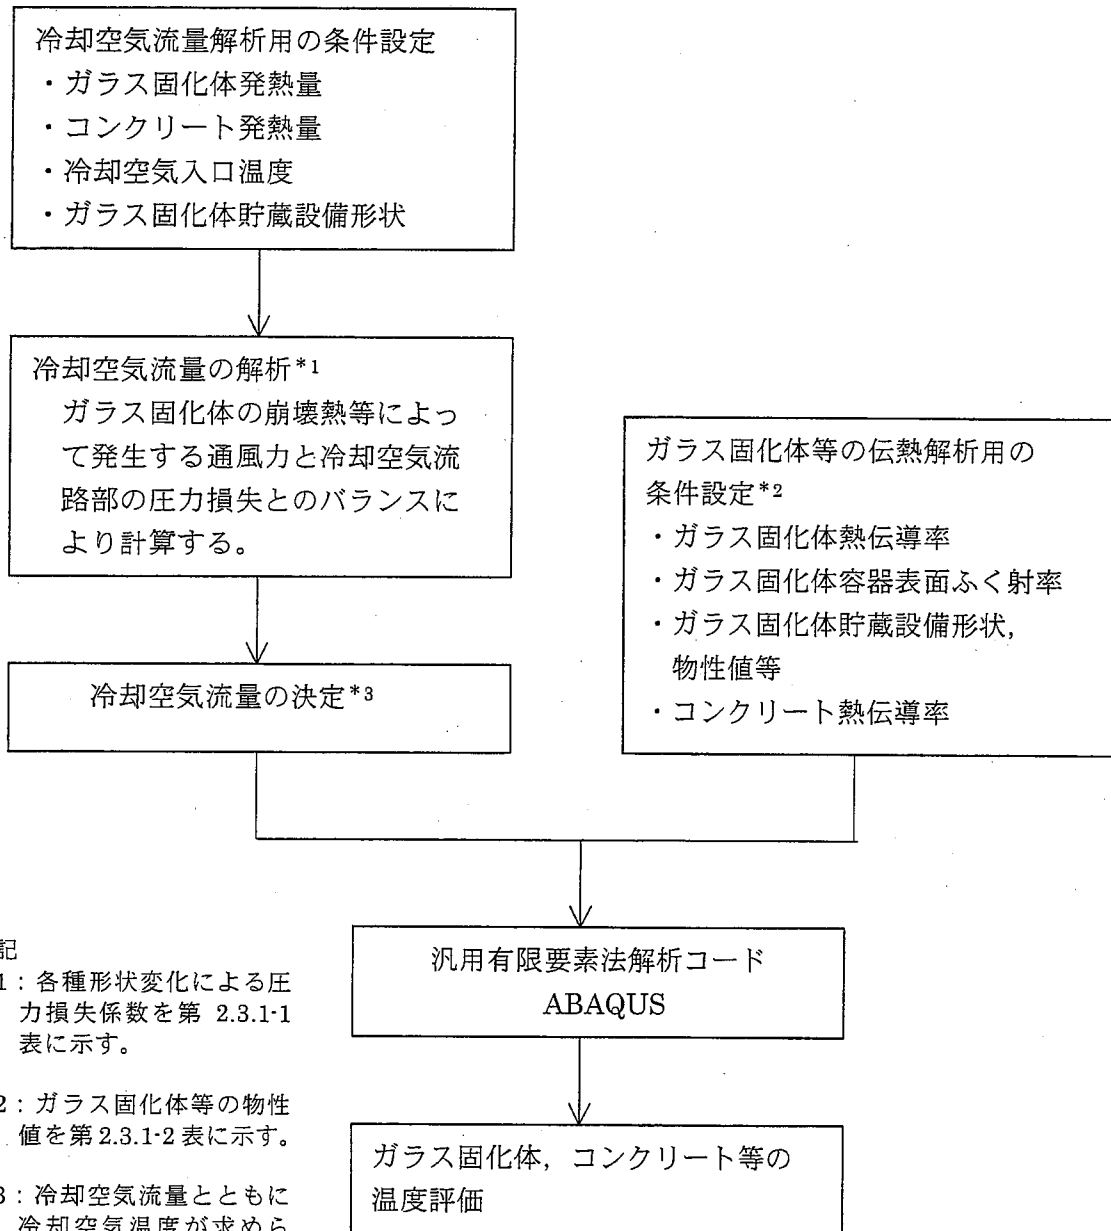 冷却空気流量解析用の条件設定
・ガラス固化体発熱量
・コンクリート発熱量
・冷却空気入口温度
・ガラス固化体貯蔵設備形状
冷却空気流量の解析*1
ガラス固化体の崩壊熱等によっ
て発生する通風力と冷却空気流
路部の圧力損失とのバランスに
より計算する。
冷却空気流量の決定*3
ガラス固化体等の伝熱解析用の
条件設定*2
・ガラス固化体熱伝導率
・ガラス固化体容器表面ふく射率
・ガラス固化体貯蔵設備形状,
物性値等
・コンクリート熱伝導率
汎用有限要素法解析コード
ABAQUS
ガラス固化体，コンクリート等の
温度評価
記
1：各種形状変化による圧
力損失係数を第 2.3.1-1
表に示す。
2：ガラス固化体等の物性
値を第2.3.1-2表に示す。
3：冷却空気流量とともに
冷却空気温度が求めら